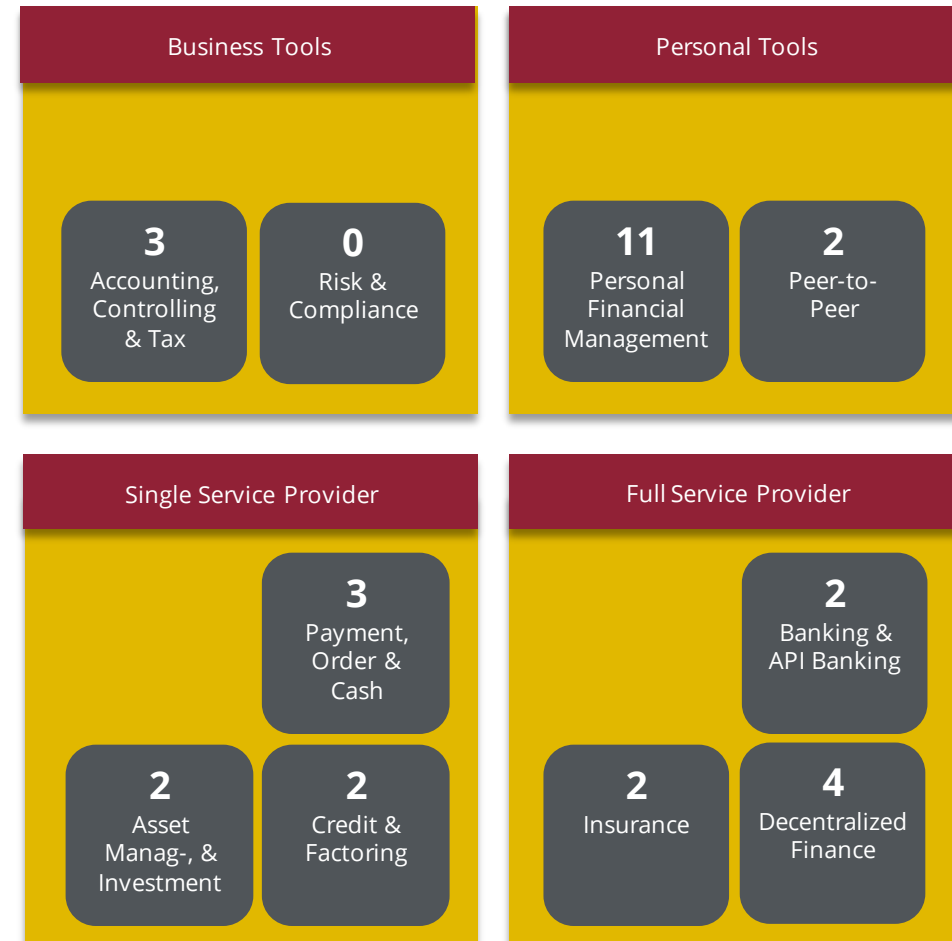 Business Tools
3
Accounting,
Controlling
& Tax
0
Risk &
Compliance
Personal Tools
11
Personal
Financial
Management
2
Peer-to-
Peer
Single Service Provider
3
Payment,
Order &
Cash
2
Asset
Manag-, &
Investment
2
Credit &
Factoring
Full Service Provider
2
Banking &
API Banking
2
Insurance
4
Decentralized
Finance